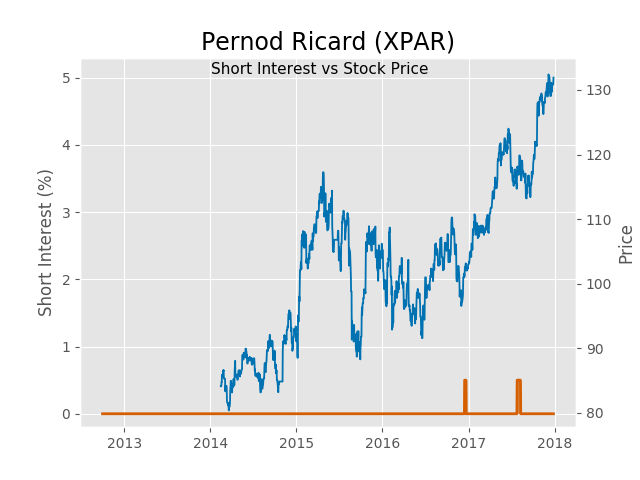 Pernod Ricard (XPAR)
Short Interest vs Stock Price
Short Interest (%)
5
4
3
2
1
0
130
120
110
100
90
80
Price
2013 2014 2015 2016 2017 2018